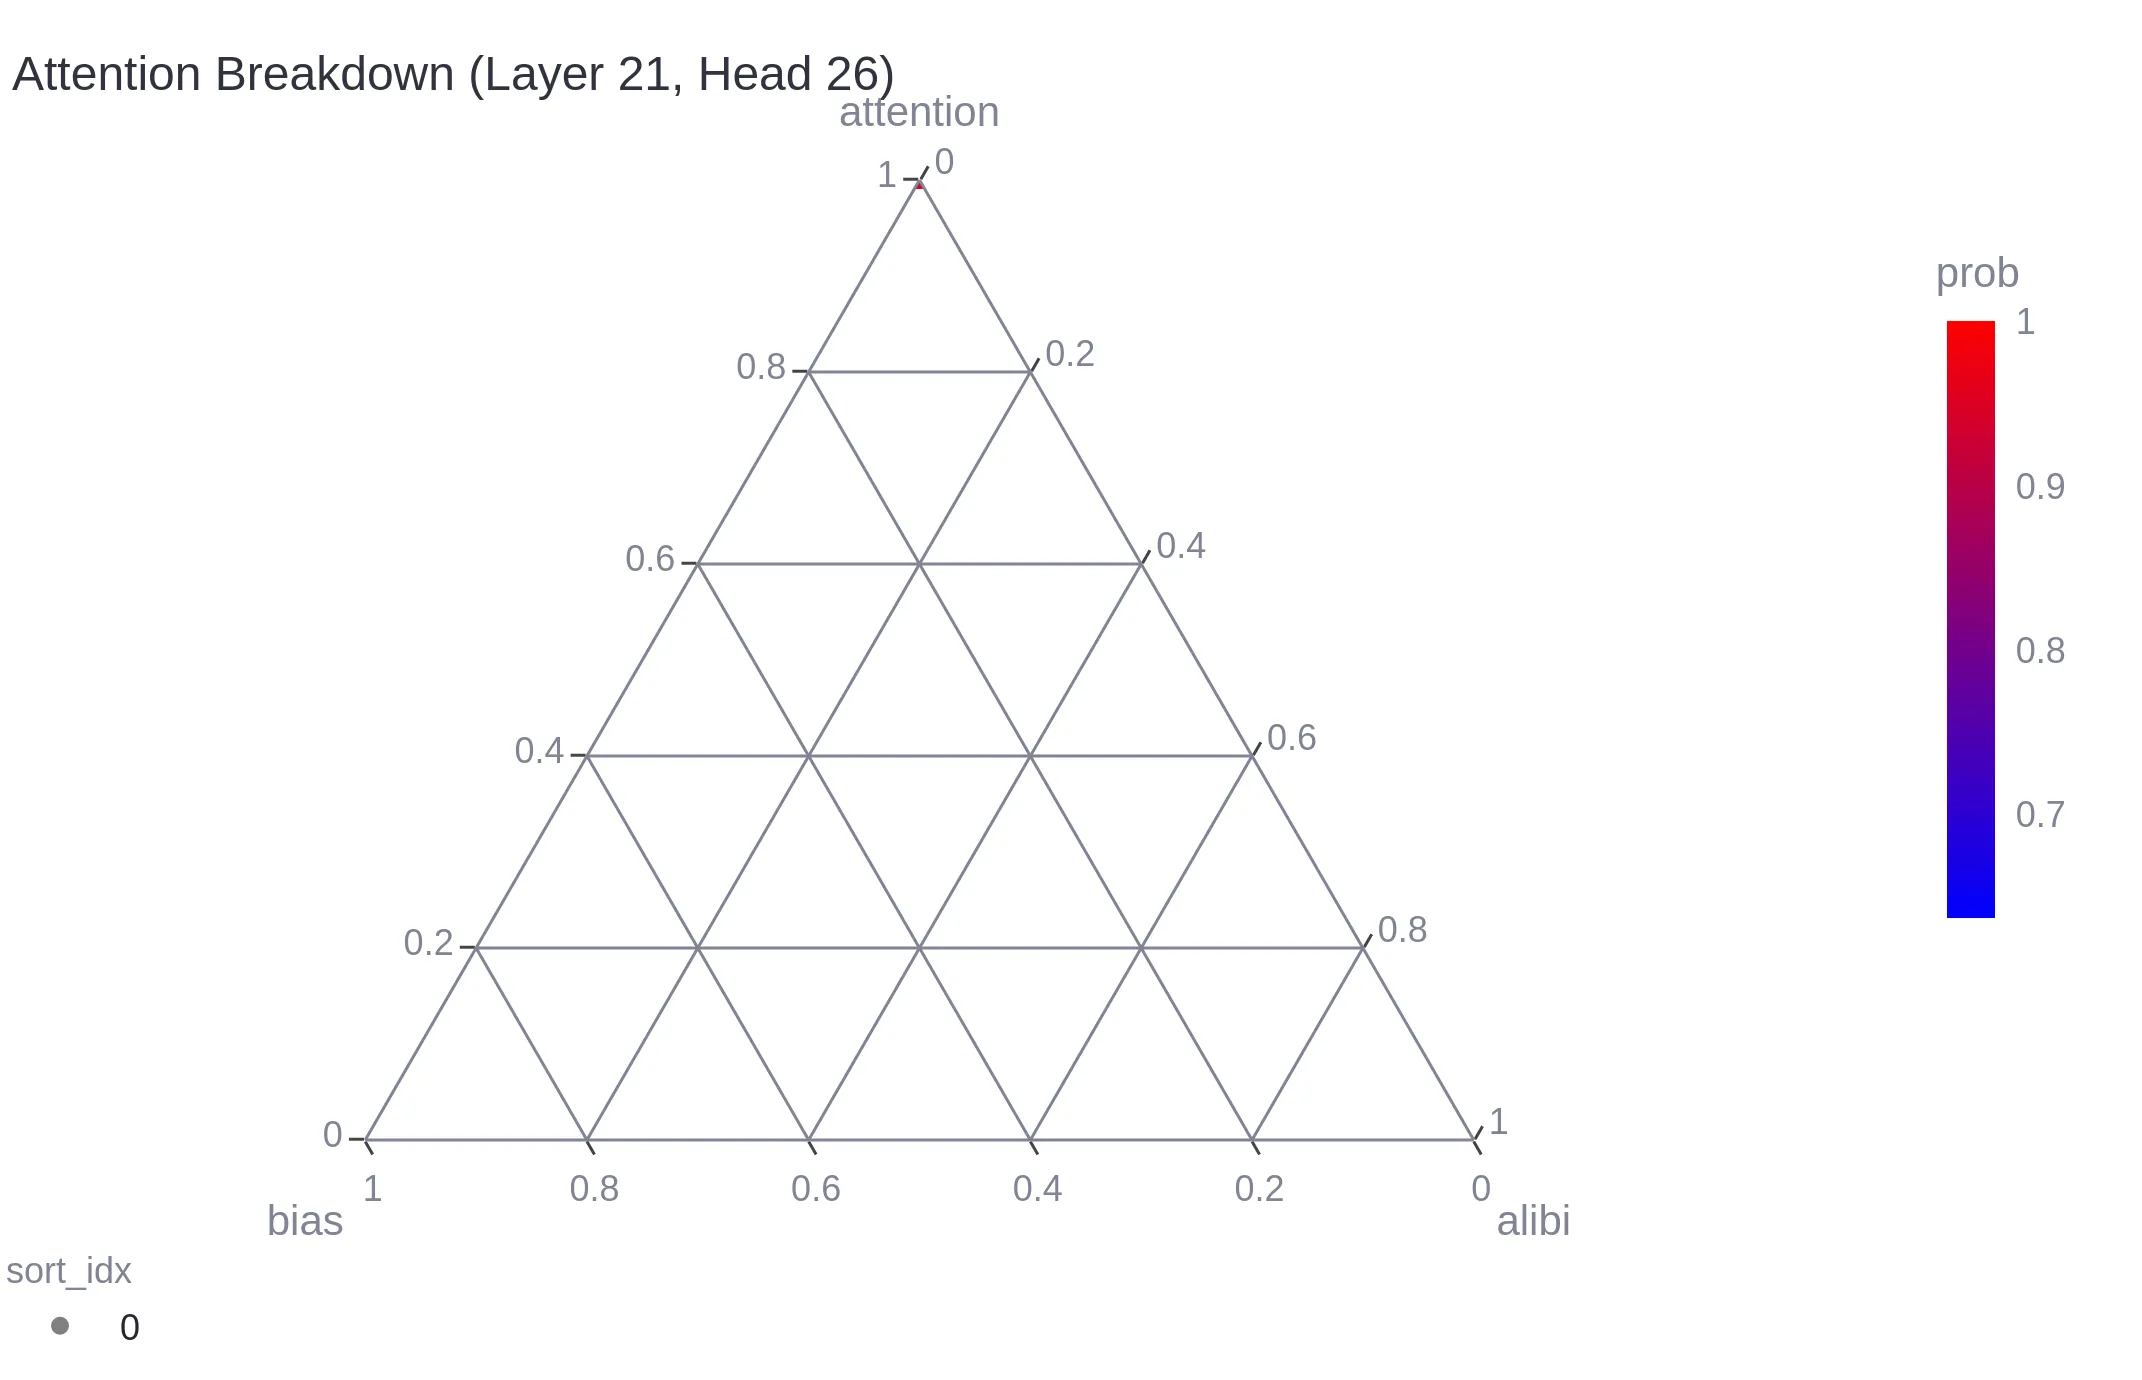 Attention Breakdown (Layer 21, Head 26)
attention
1 0
prob
1
0.8 0.2
0.9
0.6 0.4
0.8
0.4 0.6
0.7
0.2 0.8
0 1
1 0.8 0.6 0.4 0.2 0
bias alibi
sort_idx
0